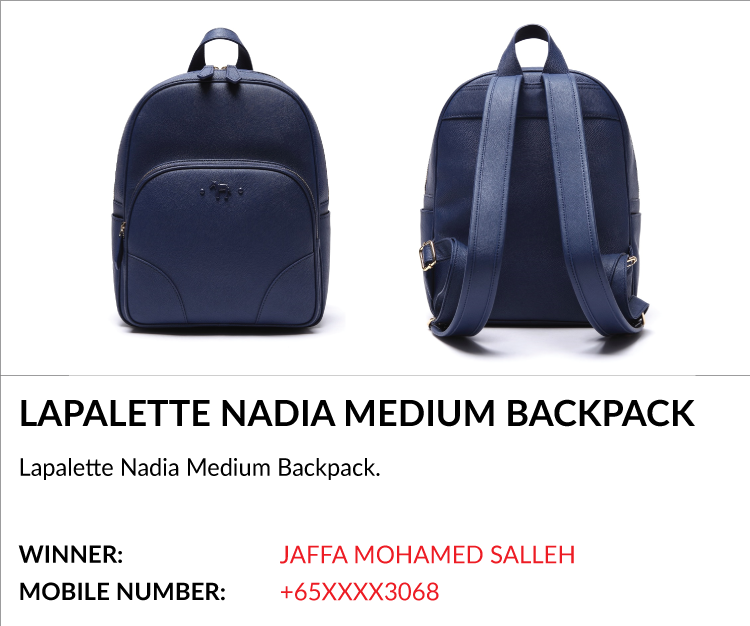 LAPALETTE NADIA MEDIUM BACKPACK
Lapalette Nadia Medium Backpack.
WINNER: JAFFA MOHAMED SALLEH
MOBILE NUMBER: +65XXXX3068